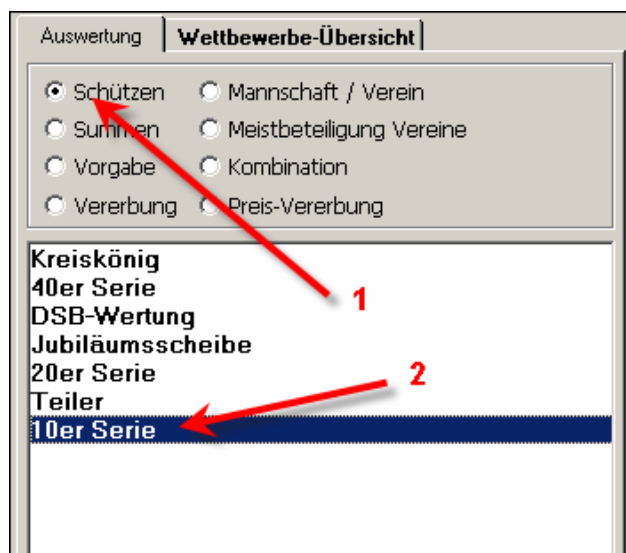 Auswertung Wettbewerbe-Übersicht
Schützen Mannschaft / Verein
Summen Meistbeteiligung Vereine
Vorgabe Kombination
Vererbung Preis-Vererbung
Kreiskönig
40er Serie
1
DSB-Wertung
Jubiläumsscheibe
20er Serie
2
Teiler
10er Serie